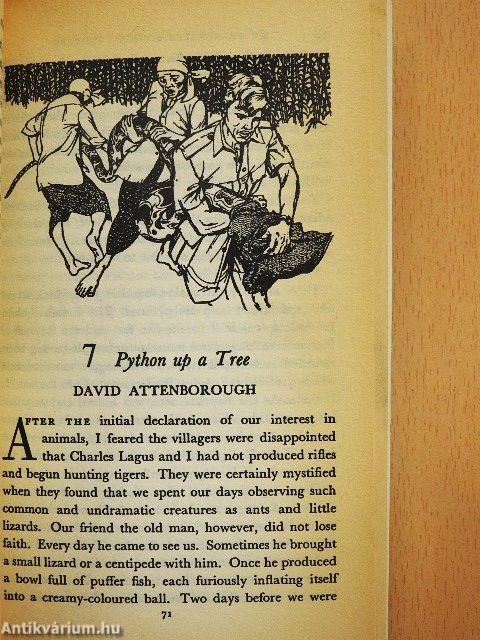 7 Python up a Tree
DAVID ATTENBOROUGH
AFTER THE initial declaration of our interest in
animals, I feared the villagers were disappointed
that Charles Lagus and I had not produced rifles
and begun hunting tigers. They were certainly mystified
when they found that we spent our days observing such
common and undramatic creatures as ants and little
lizards. Our friend the old man, however, did not lose
faith. Every day he came to see us. Sometimes he brought
a small lizard or a centipede with him. Once he produced
a bowl full of puffer fish, each furiously inflating itself
into a creamy-coloured ball. Two days before we were
71
Antikvárium.hu